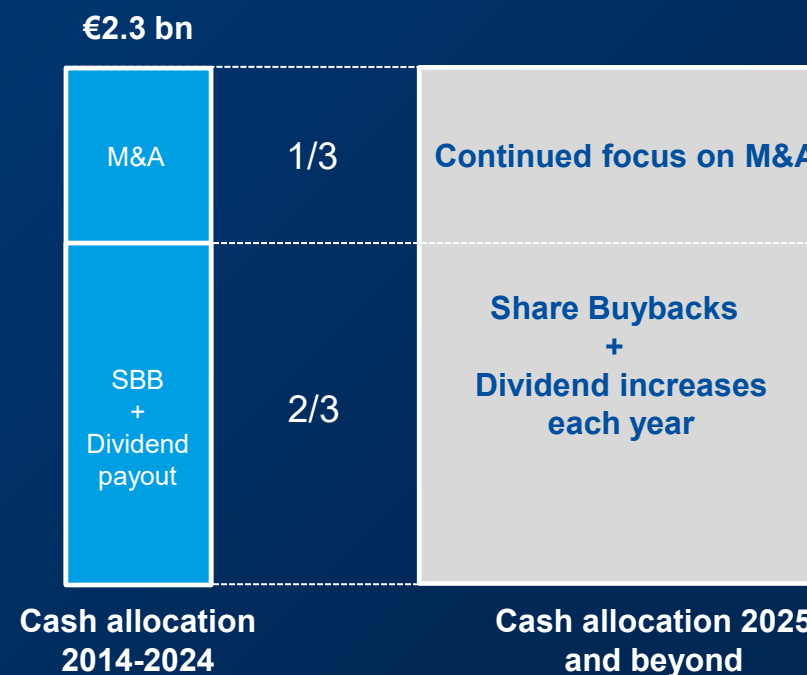 €2.3 bn
M&A
1/3
Continued focus on M&A
SBB
+
Dividend
payout
2/3
Share Buybacks
+
Dividend increases
each year
Cash allocation
2014-2024
Cash allocation 2025
and beyond